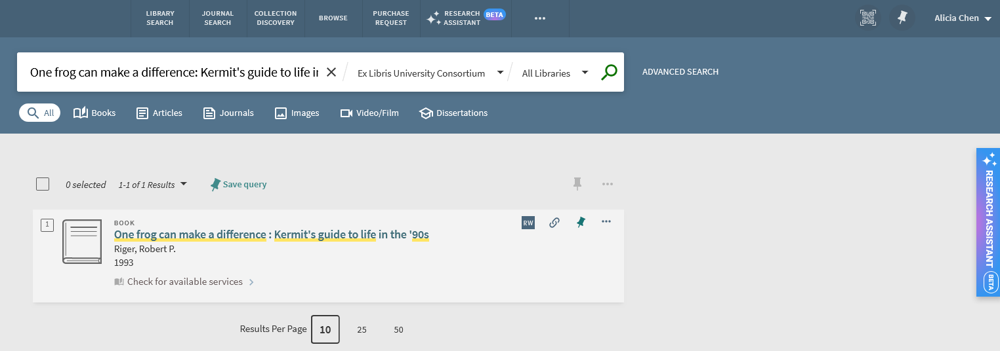 LIBRARY SEARCH
JOURNAL SEARCH
COLLECTION DISCOVERY
BROWSE
PURCHASE REQUEST
RESEARCH ASSISTANT BETA
Alicia Chen
One frog can make a difference: Kermit's guide to life in
Ex Libris University Consortium
All Libraries
ADVANCED SEARCH
All
Books
Articles
Journals
Images
Video/Film
Dissertations
0 selected
1-1 of 1 Results
Save query
1
BOOK
RW
One frog can make a difference : Kermit's guide to life in the '90s
Riger, Robert P.
1993
Check for available services
Results Per Page 10 25 50
RESEARCH ASSISTANT BETA